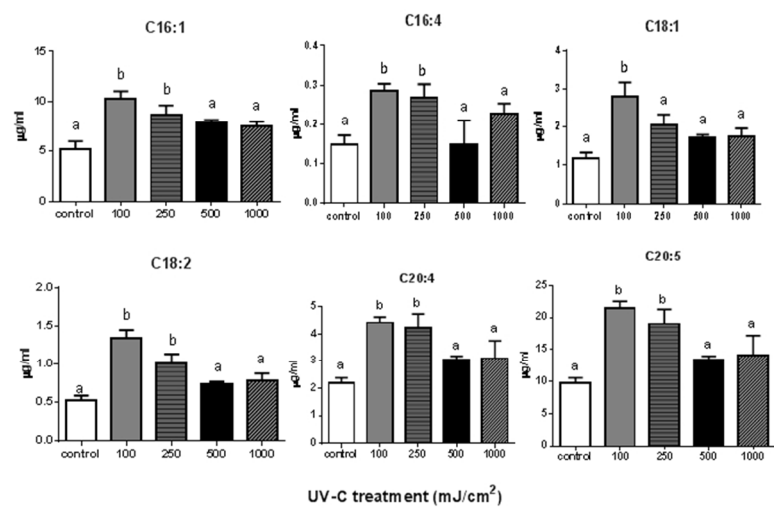 C16:1
C16:4
C18:1
µg/ml
15
10
5
0
a
b
b
a
a
control
100
250
500
1000
0.4
0.3
0.2
0.1
0.0
a
b
b
a
a
control
100
250
500
1000
4
3
2
1
0
a
b
a
a
a
control
100
250
500
1000
C18:2
C20:4
C20:5
µg/ml
2.0
1.5
1.0
0.5
0.0
a
b
b
a
a
control
100
250
500
1000
µg/ml
5
4
3
2
1
0
a
b
b
a
a
control
100
250
500
1000
µg/ml
25
20
15
10
5
0
a
b
b
a
a
control
100
250
500
1000
UV-C treatment (mJ/cm²)